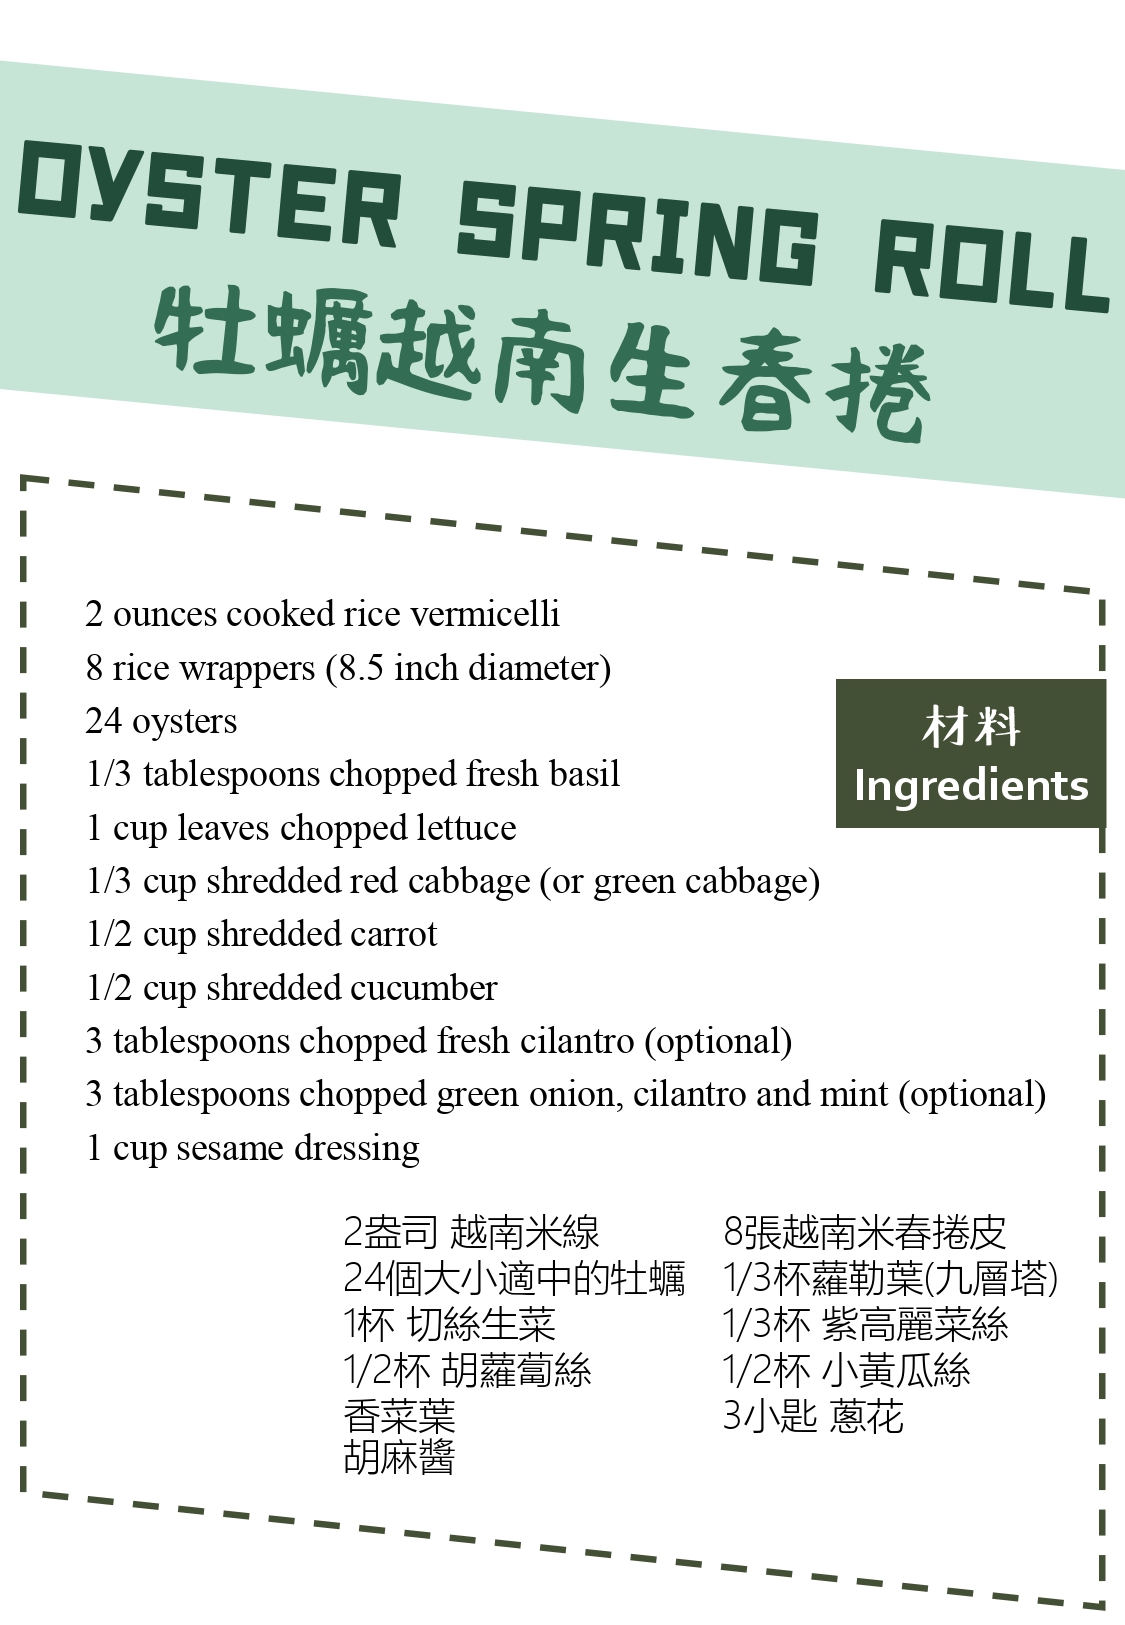 OYSTER SPRING ROLL
牡蠣越南生春捲
2 ounces cooked rice vermicelli
8 rice wrappers (8.5 inch diameter)
24 oysters
1/3 tablespoons chopped fresh basil
1 cup leaves chopped lettuce
1/3 cup shredded red cabbage (or green cabbage)
1/2 cup shredded carrot
1/2 cup shredded cucumber
3 tablespoons chopped fresh cilantro (optional)
3 tablespoons chopped green onion, cilantro and mint (optional)
1 cup sesame dressing
材料
Ingredients
2盎司 越南米線
24個大小適中的牡蠣
1杯 切絲生菜
1/2杯 胡蘿蔔絲
香菜葉
胡麻醬
8張越南米春捲皮
1/3杯蘿勒葉(九層塔)
1/3杯 紫高麗菜絲
1/2杯 小黃瓜絲
3小匙 蔥花